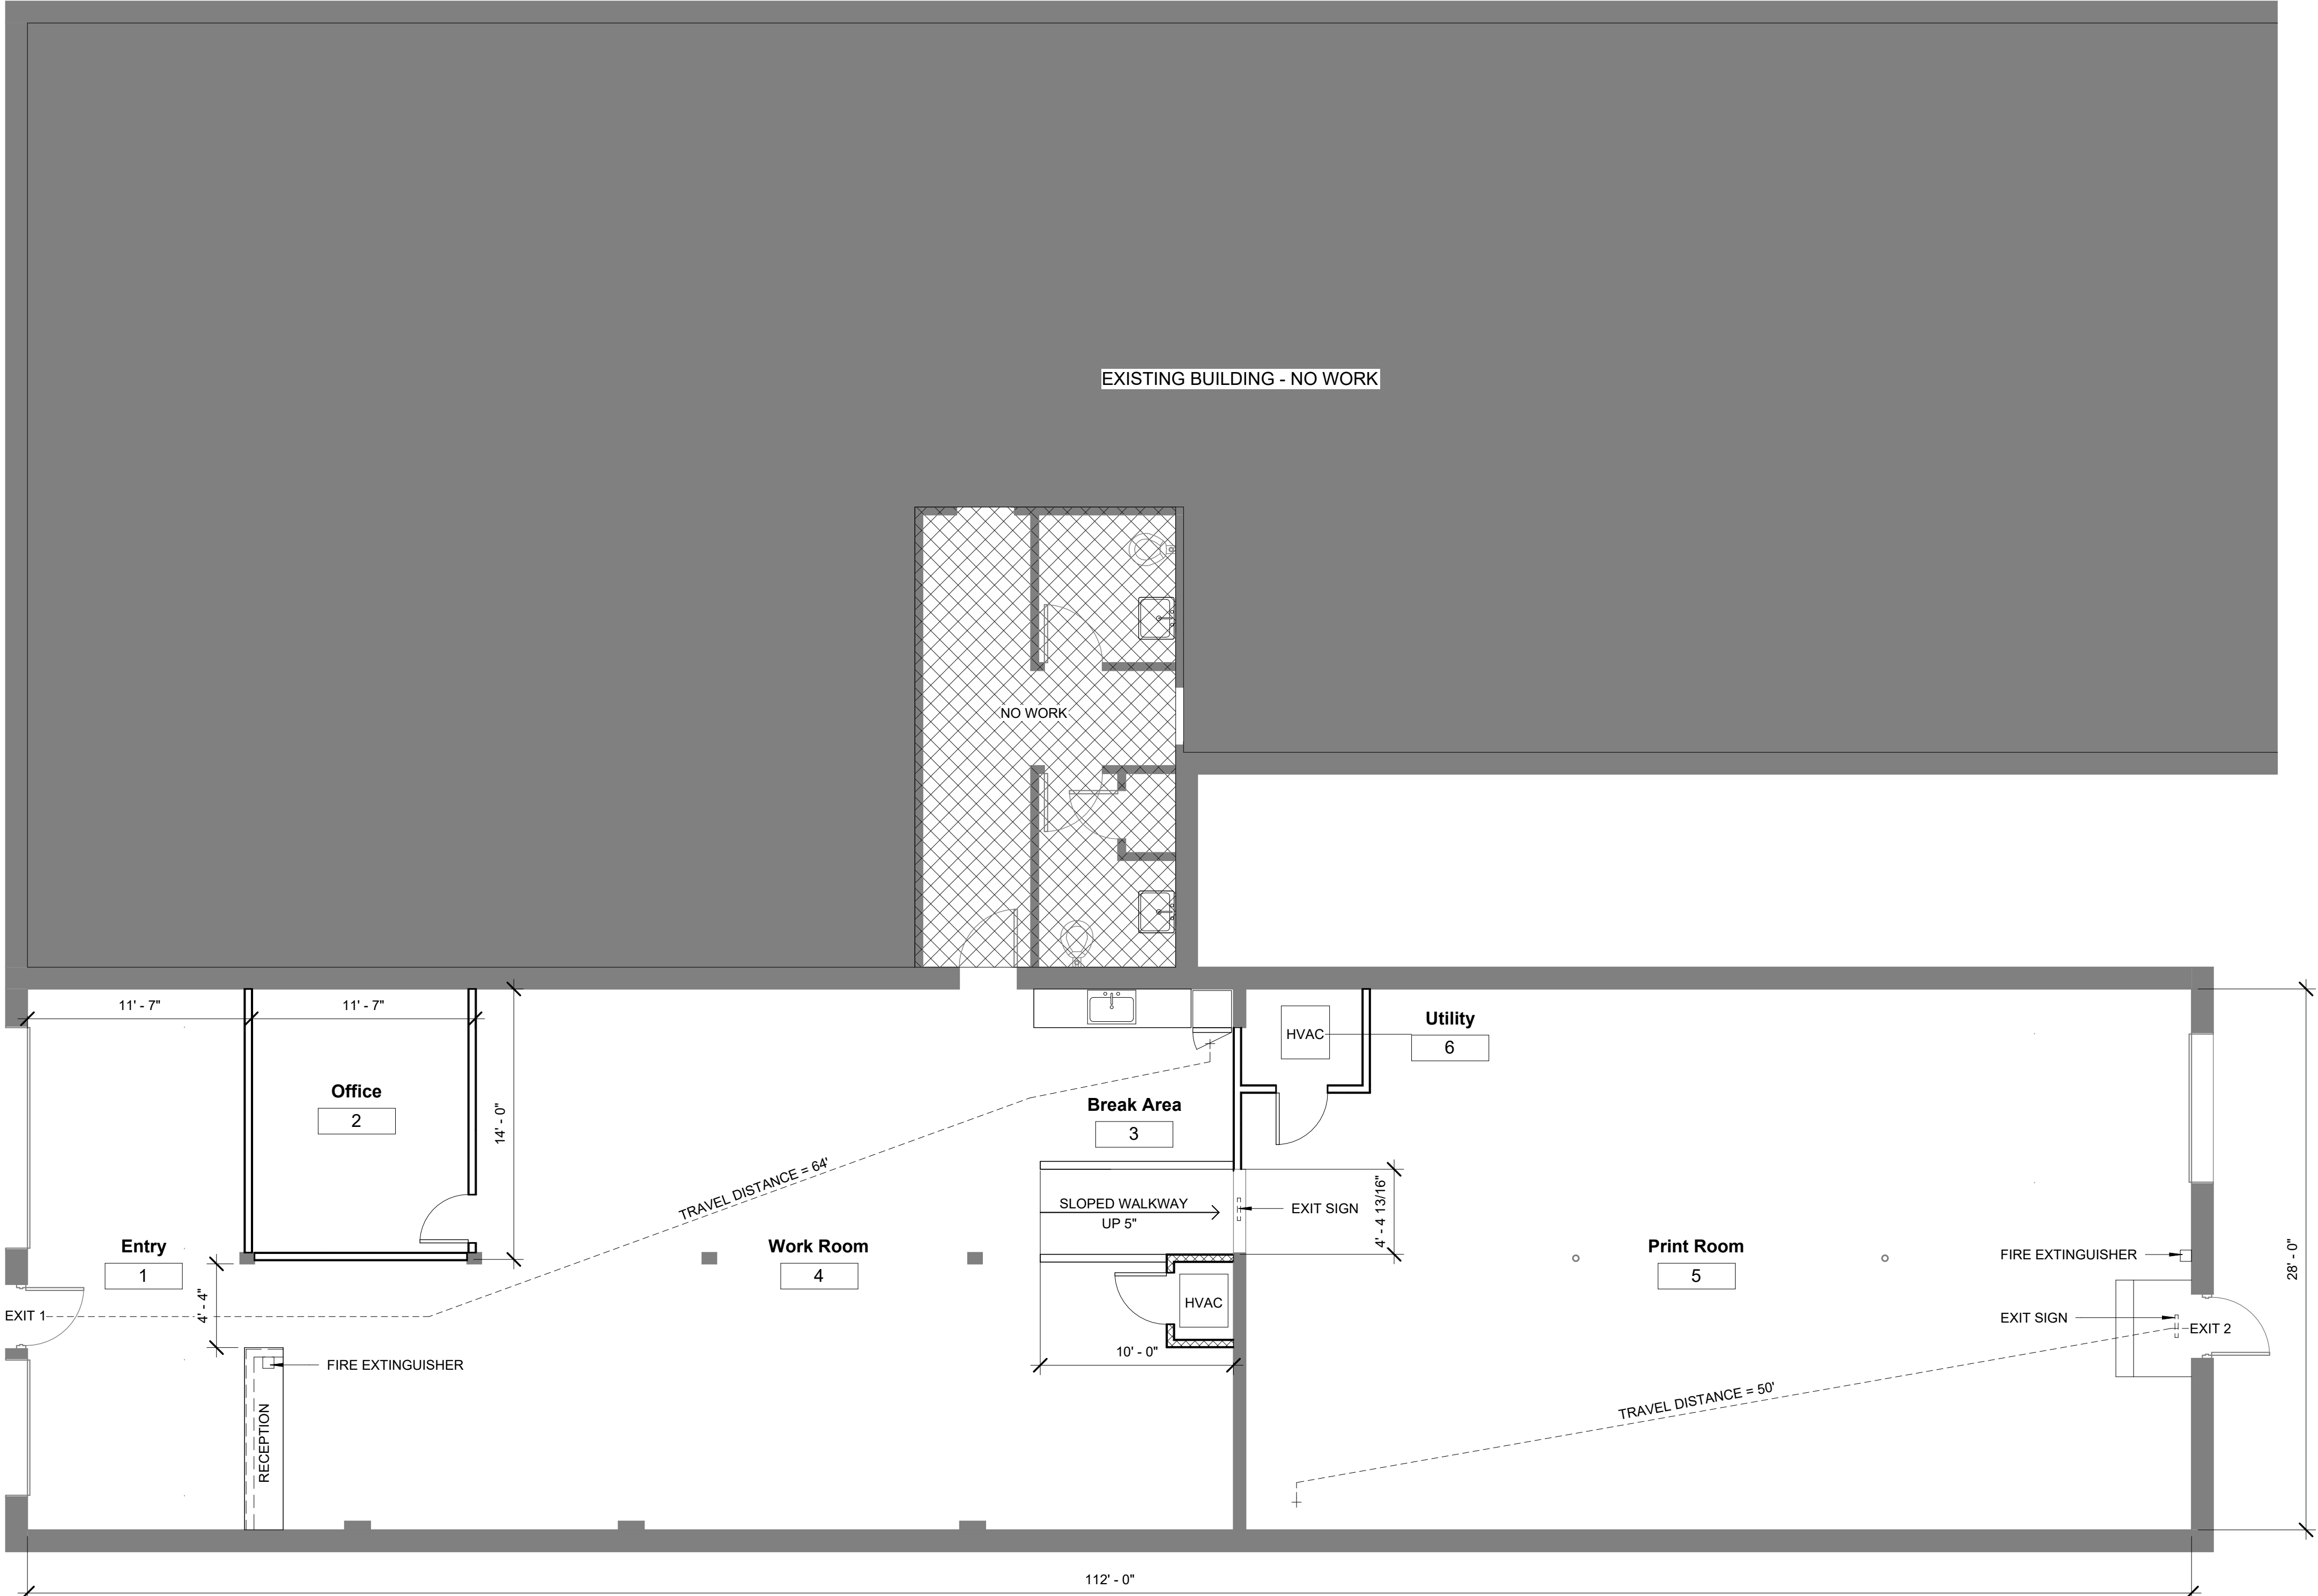 EXISTING BUILDING - NO WORK
NO WORK
11' - 7"
11' - 7"
14' - 0"
Office
2
Entry
1
EXIT 1
4' - 4"
FIRE EXTINGUISHER
RECEPTION
TRAVEL DISTANCE = 64'
Work Room
4
Break Area
3
SLOPED WALKWAY
UP 5"
HVAC
10' - 0"
HVAC
Utility
6
EXIT SIGN
4' - 4 13/16"
Print Room
5
FIRE EXTINGUISHER
EXIT SIGN
EXIT 2
TRAVEL DISTANCE = 50'
28' - 0"
112' - 0"